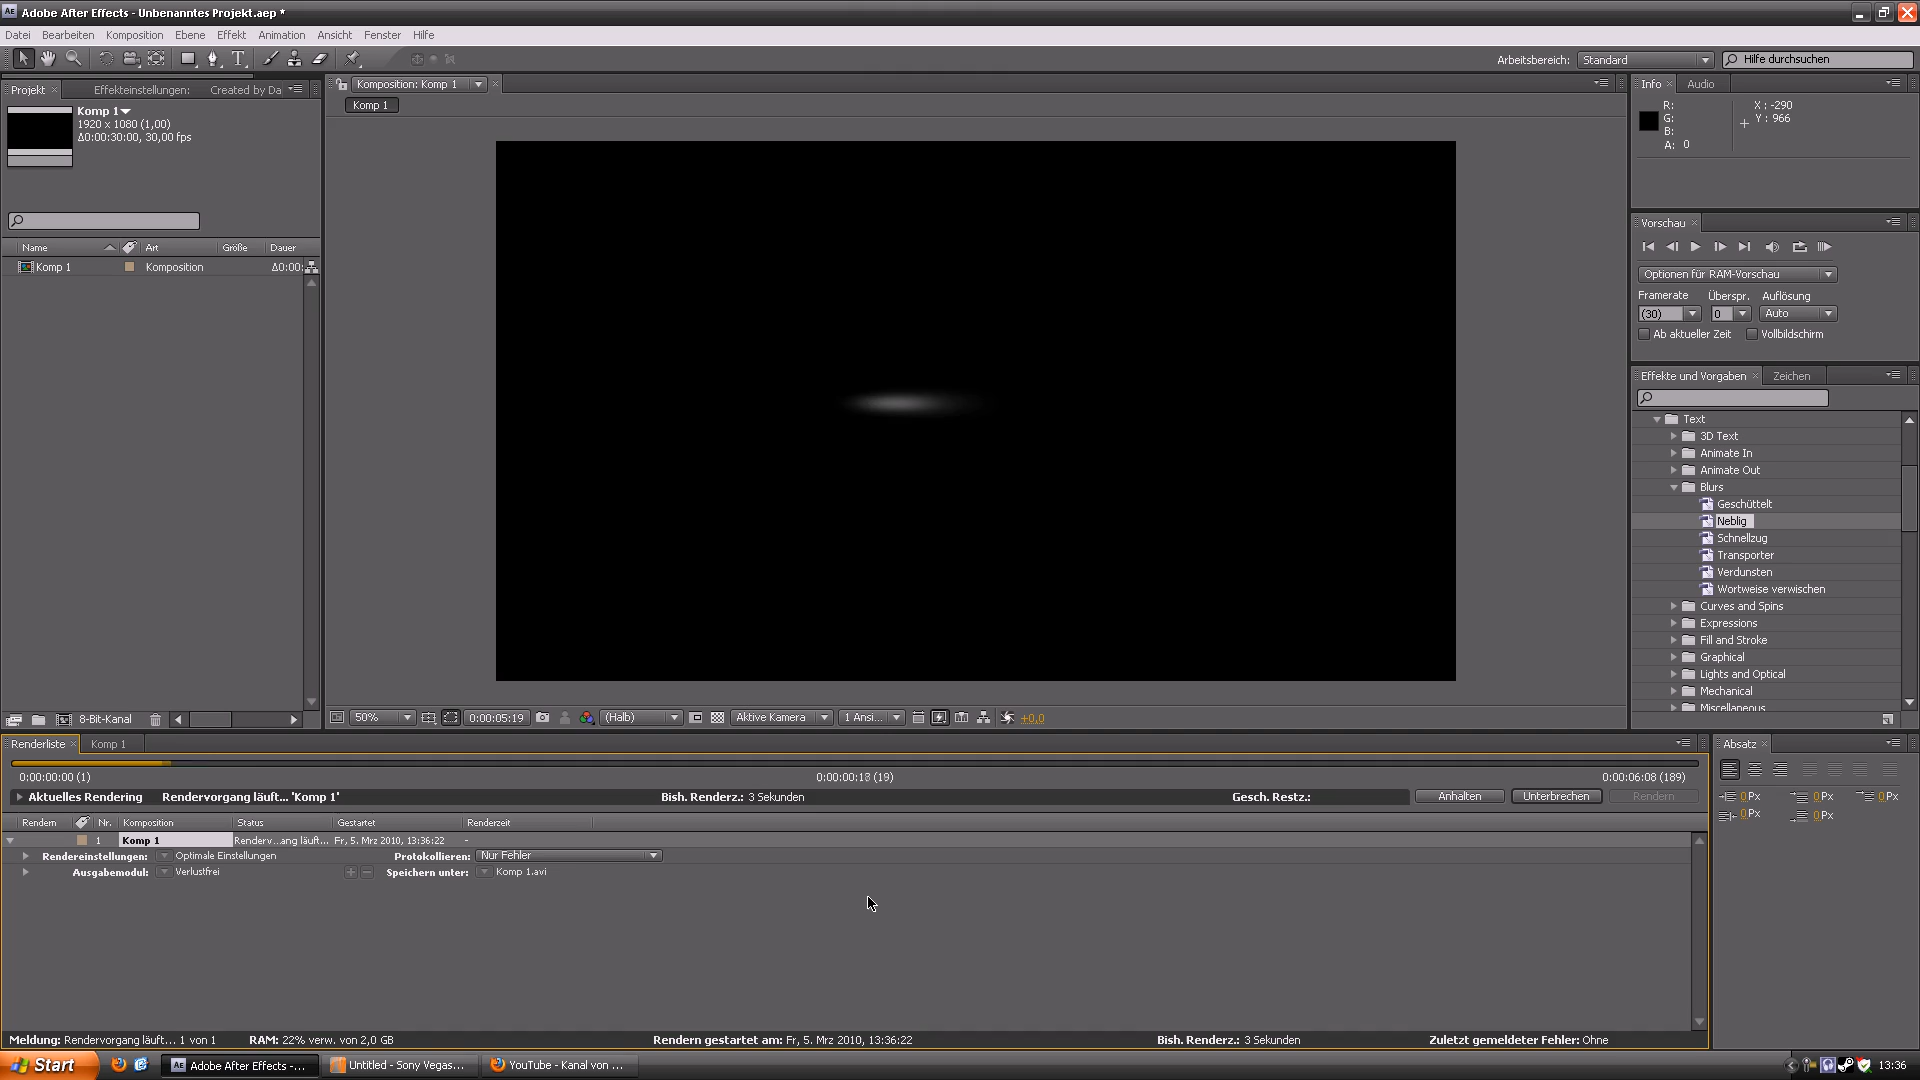 Adobe After Effects - Unbenanntes Projekt.aep *
Datei Bearbeiten Komposition Ebene Effekt Animation Ansicht Fenster Hilfe
Arbeitsbereich: Standard Hilfe durchsuchen
Projekt Effekteinstellungen: Created by Da
Komp 1
1920 x 1080 (1,00)
Δ0:00:30:00, 30,00 fps
Name Art Größe Dauer
Komp 1 Komposition Δ0:00:
8-Bit-Kanal
Komposition: Komp 1
Komp 1
50% 0:00:05:19 (Halb) Aktive Kamera 1 Ansi... +0,0
Info Audio
R: X : -290
G: Y : 966
B:
A: 0
Vorschau
Optionen für RAM-Vorschau
Framerate Überspr. Auflösung
(30) 0 Auto
Ab aktueller Zeit Vollbildschirm
Effekte und Vorgaben Zeichen
Text
3D Text
Animate In
Animate Out
Blurs
Geschüttelt
Neblig
Schnellzug
Transporter
Verdunsten
Wortweise verwischen
Curves and Spins
Expressions
Fill and Stroke
Graphical
Lights and Optical
Mechanical
Miscellaneous
Renderliste Komp 1
0:00:00:00 (1) 0:00:00:18 (19) 0:00:06:08 (189)
Aktuelles Rendering Rendervorgang läuft... 'Komp 1' Bish. Renderz.: 3 Sekunden Gesch. Restz.: Anhalten Unterbrechen Rendern
Rendern Nr. Komposition Status Gestartet Renderzeit
1 Komp 1 Renderv...ang läuft... Fr, 5. Mrz 2010, 13:36:22 -
Rendereinstellungen: Optimale Einstellungen Protokollieren: Nur Fehler
Ausgabemodul: Verlustfrei + − Speichern unter: Komp 1.avi
Absatz
0 Px 0 Px 0 Px
0 Px 0 Px
Meldung: Rendervorgang läuft... 1 von 1 RAM: 22% verw. von 2,0 GB Rendern gestartet am: Fr, 5. Mrz 2010, 13:36:22 Bish. Renderz.: 3 Sekunden Zuletzt gemeldeter Fehler: Ohne
Start Adobe After Effects -... Untitled - Sony Vegas... YouTube - Kanal von ... 13:36